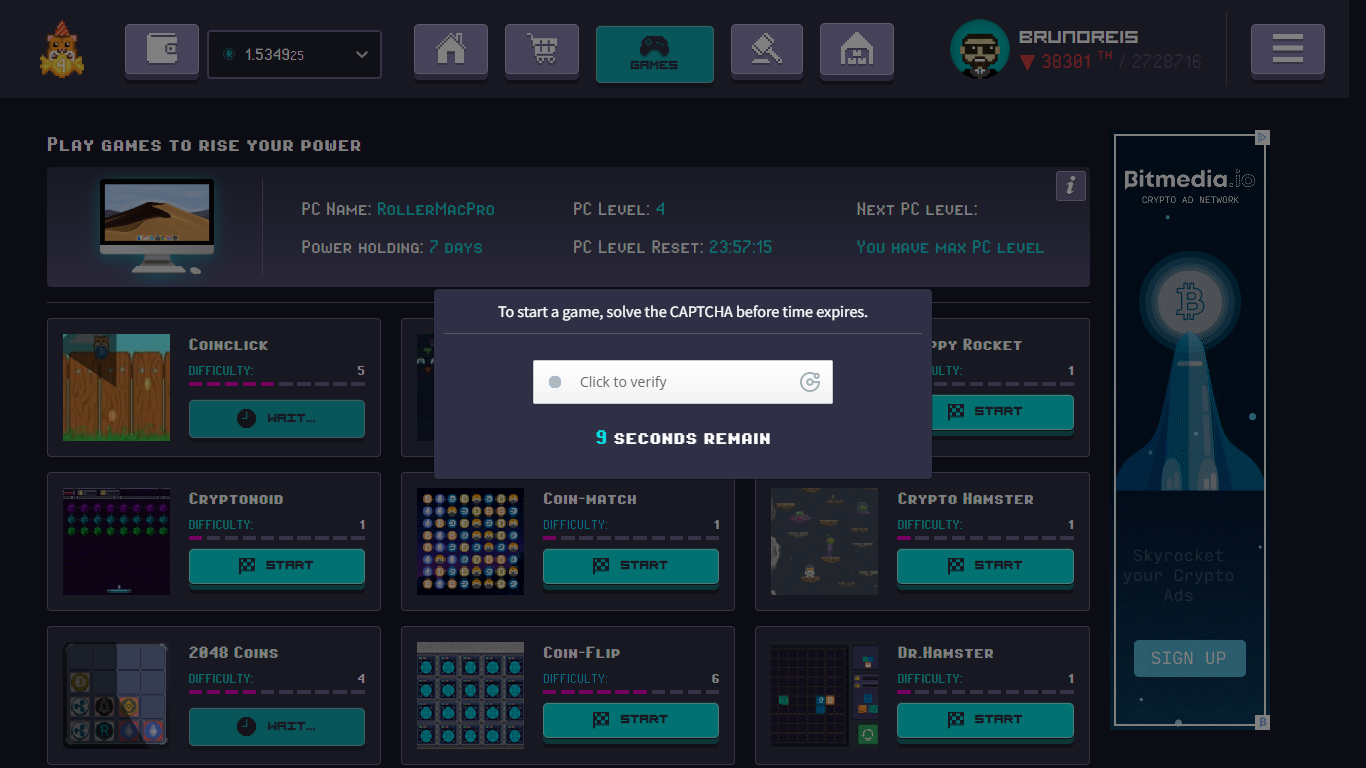 1.534925
GAMES
BRUNOREIS
38301 TH / 2728716
Play games to rise your power
PC Name: RollerMacPro
PC Level: 4
Next PC level:
Power holding: 7 days
PC Level Reset: 23:57:15
You have max PC level
i
To start a game, solve the CAPTCHA before time expires.
Click to verify
9 SECONDS REMAIN
Coinclick
DIFFICULTY: 5
WAIT...
PPY Rocket
ULTY: 1
START
Cryptonoid
DIFFICULTY: 1
START
Coin-match
DIFFICULTY: 1
START
Crypto Hamster
DIFFICULTY: 1
START
2048 Coins
DIFFICULTY: 4
WAIT...
Coin-Flip
DIFFICULTY: 6
START
Dr.Hamster
DIFFICULTY: 1
START
Bitmedia.io
CRYPTO AD NETWORK
Skyrocket
your Crypto
Ads
SIGN UP